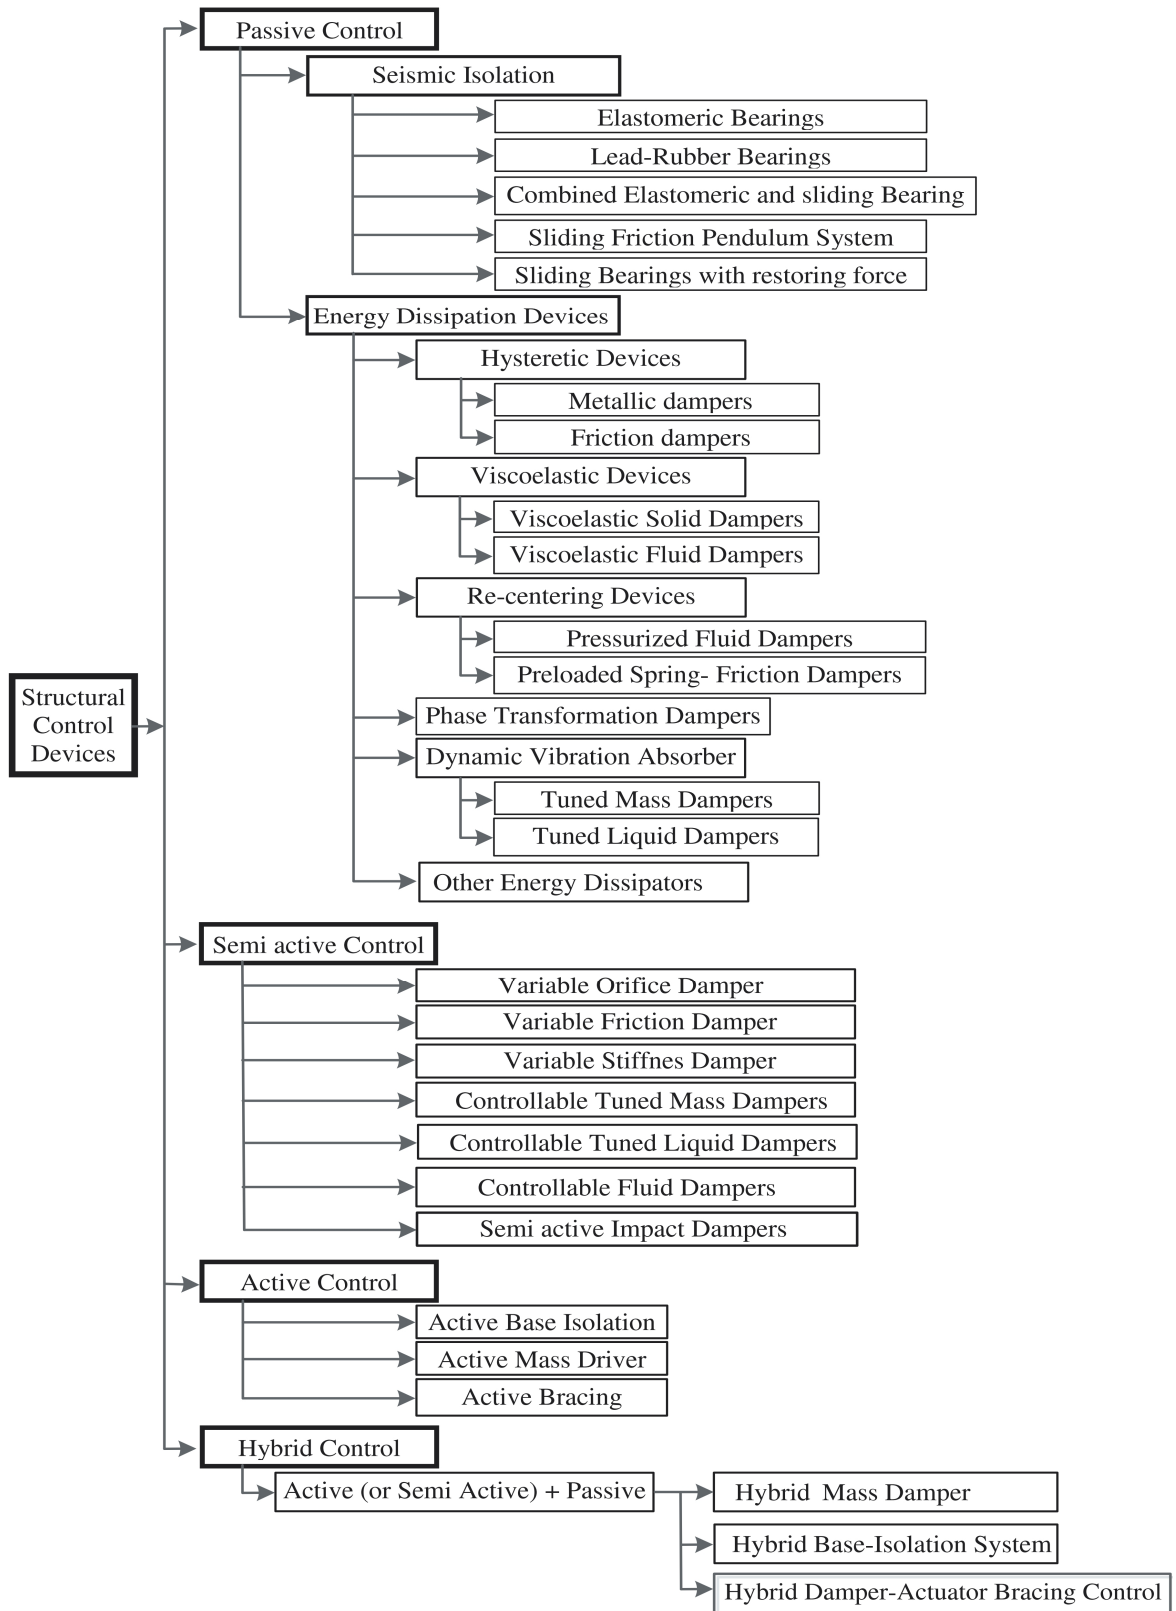 Passive Control
Seismic Isolation
Elastomeric Bearings
Lead-Rubber Bearings
Combined Elastomeric and sliding Bearing
Sliding Friction Pendulum System
Sliding Bearings with restoring force
Energy Dissipation Devices
Hysteretic Devices
Metallic dampers
Friction dampers
Viscoelastic Devices
Viscoelastic Solid Dampers
Viscoelastic Fluid Dampers
Re-centering Devices
Pressurized Fluid Dampers
Preloaded Spring- Friction Dampers
Structural
Control
Devices
Phase Transformation Dampers
Dynamic Vibration Absorber
Tuned Mass Dampers
Tuned Liquid Dampers
Other Energy Dissipators
Semi active Control
Variable Orifice Damper
Variable Friction Damper
Variable Stiffnes Damper
Controllable Tuned Mass Dampers
Controllable Tuned Liquid Dampers
Controllable Fluid Dampers
Semi active Impact Dampers
Active Control
Active Base Isolation
Active Mass Driver
Active Bracing
Hybrid Control
Active (or Semi Active) + Passive
Hybrid Mass Damper
Hybrid Base-Isolation System
Hybrid Damper-Actuator Bracing Control